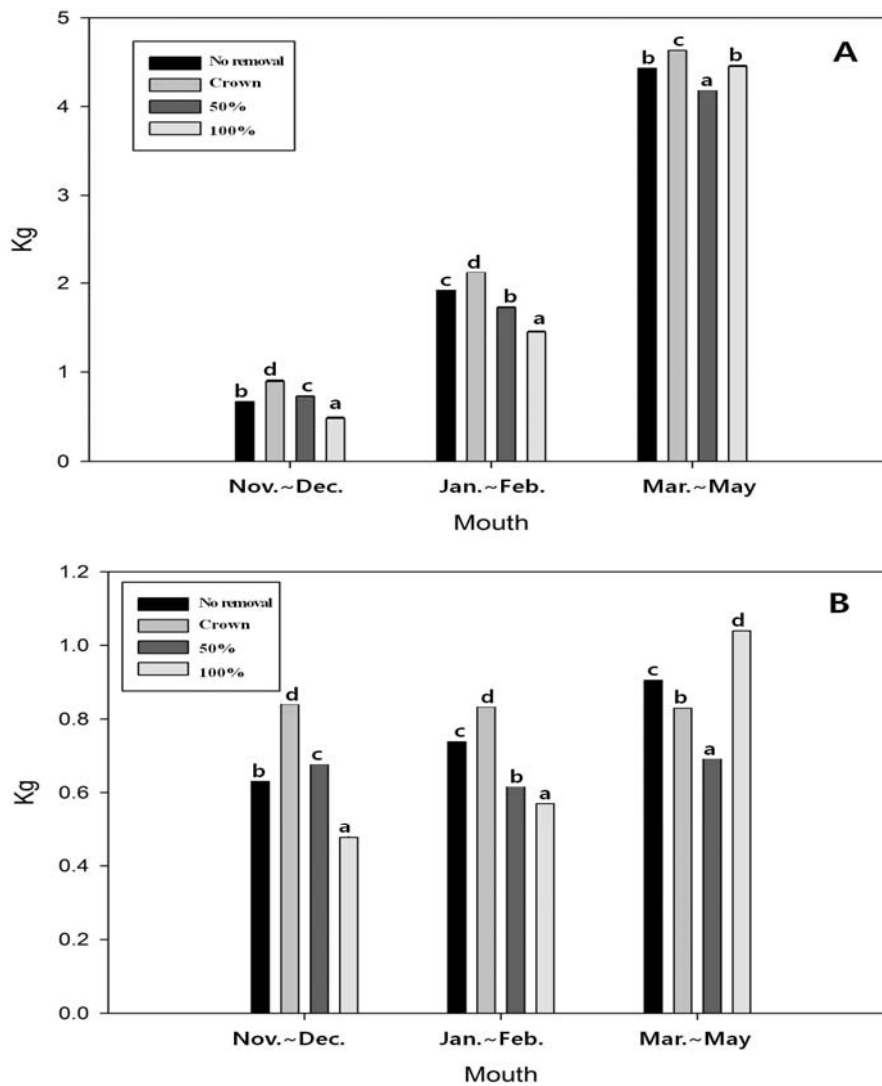 5
4
3
2
1
0
Kg
No removal
Crown
50%
100%
A
b d c a
c d b a
b c a b
Nov.~Dec. Jan.~Feb. Mar.~May
Mouth
1.2
1.0
0.8
0.6
0.4
0.2
0.0
Kg
No removal
Crown
50%
100%
B
b d c a
c d b a
c b a d
Nov.~Dec. Jan.~Feb. Mar.~May
Mouth